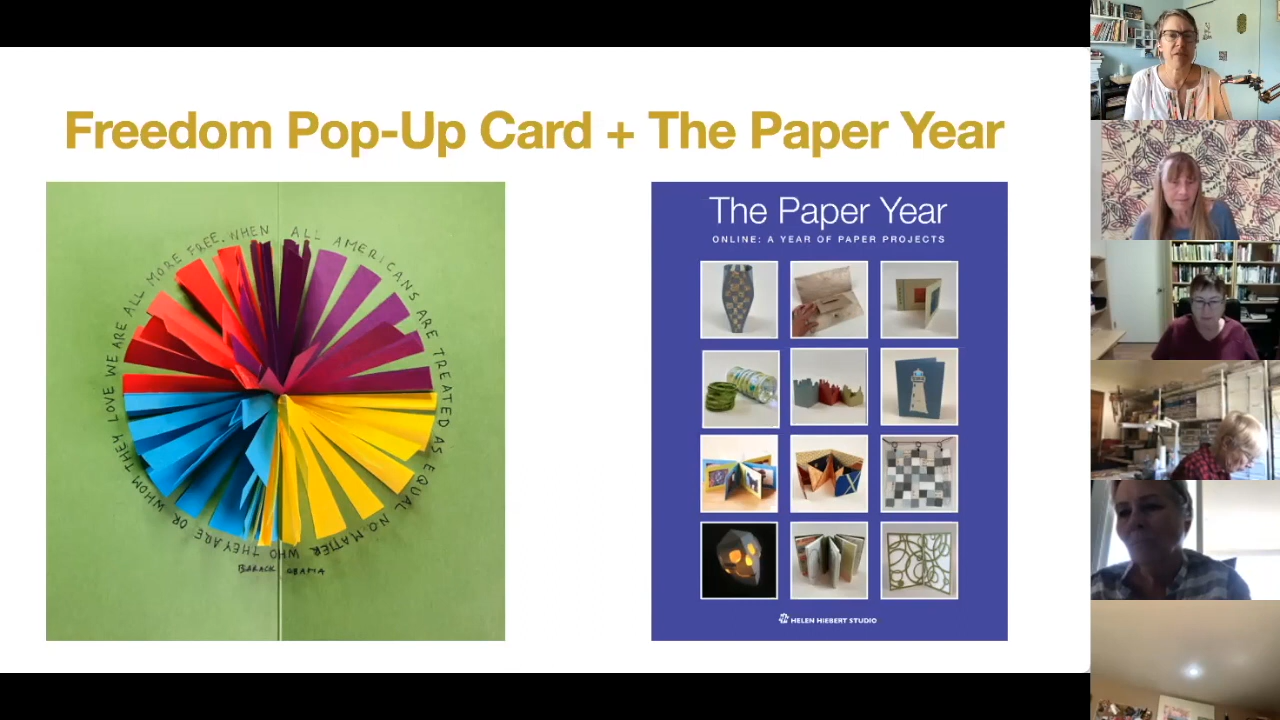 Freedom Pop-Up Card + The Paper Year
WE ARE ALL MORE FREE. WHEN ALL AMERICANS ARE TREATED AS EQUAL NO MATTER WHO THEY ARE OR WHOM THEY LOVE
BARACK OBAMA
The Paper Year
ONLINE: A YEAR OF PAPER PROJECTS
X
HELEN HIEBERT STUDIO